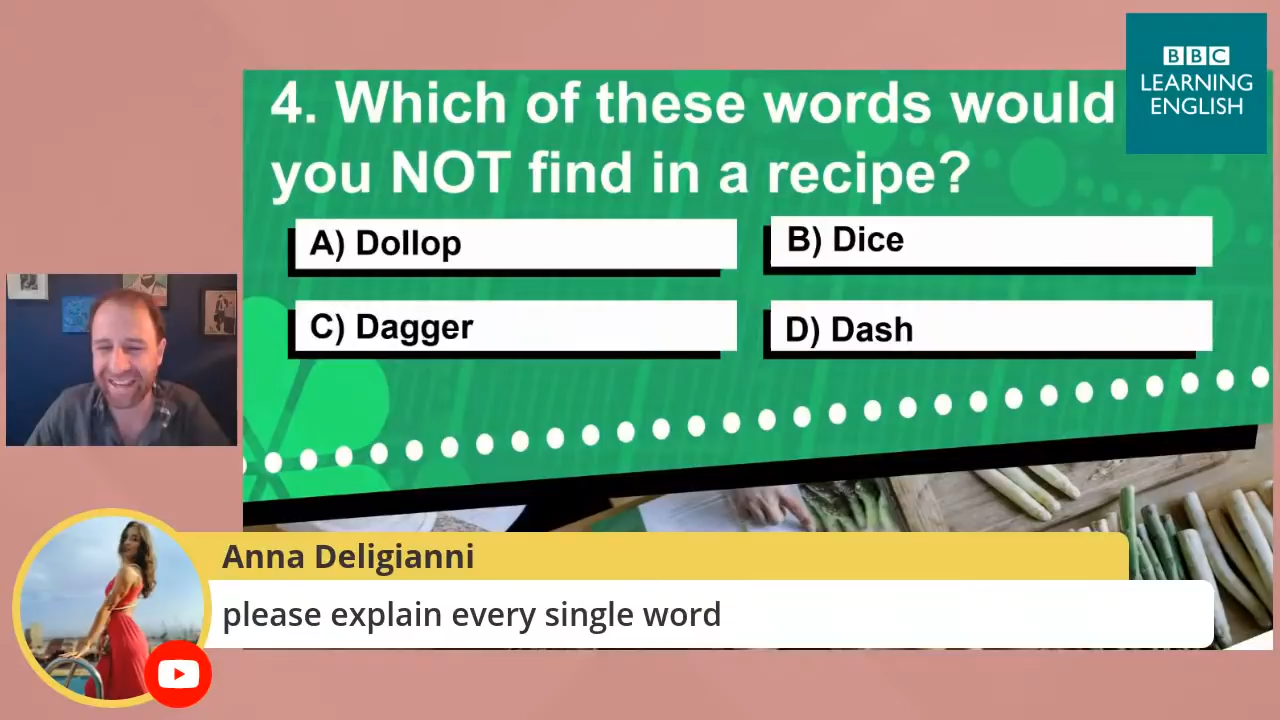 BBC
LEARNING
ENGLISH
4. Which of these words would
you NOT find in a recipe?
A) Dollop
B) Dice
C) Dagger
D) Dash
Anna Deligianni
please explain every single word